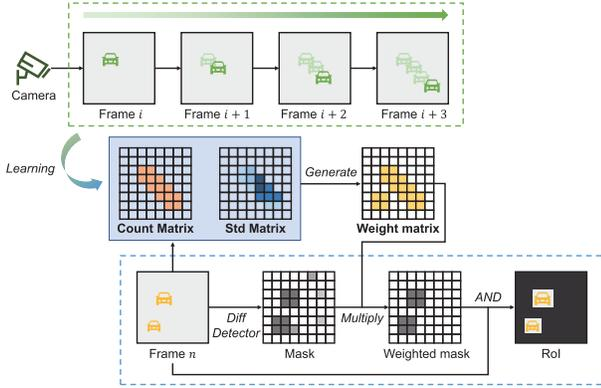 Camera
Frame i
Frame i + 1
Frame i + 2
Frame i + 3
Learning
Count Matrix
Std Matrix
Generate
Weight matrix
Diff
Detector
Multiply
AND
Frame n
Mask
Weighted mask
RoI